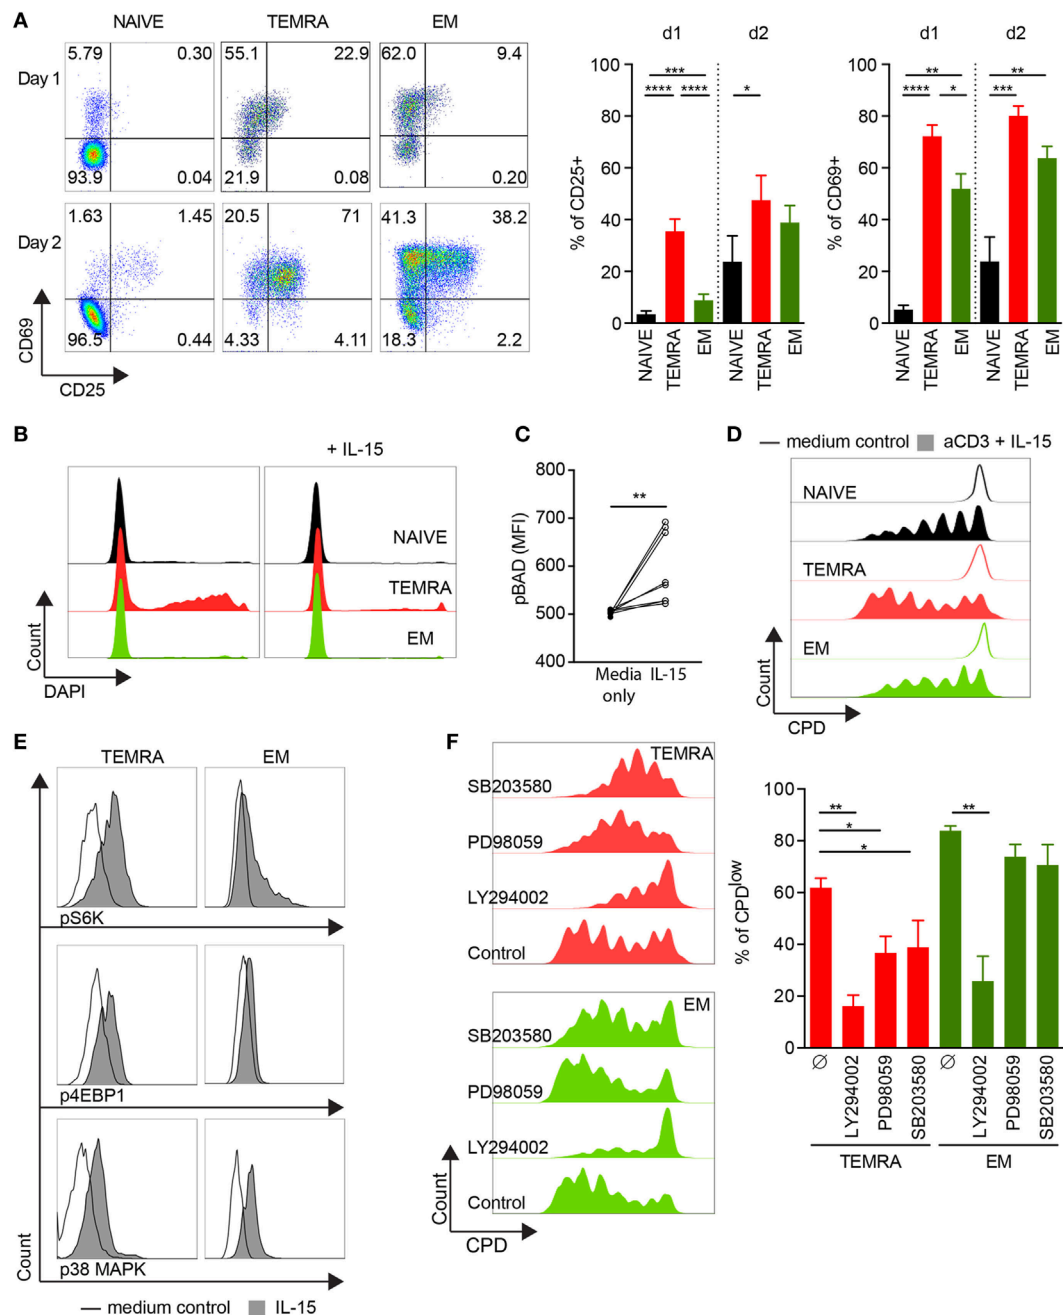 A
NAIVE TEMRA EM
Day 1
5.79 0.30
93.9 0.04
55.1 22.9
21.9 0.08
62.0 9.4
0.20
Day 2
1.63 1.45
96.5 0.44
20.5 71
4.33 4.11
41.3 38.2
18.3 2.2
CD69
CD25
d1 d2
% of CD25+
100
80
60
40
20
0
***
**** ****
*
NAIVE TEMRA EM NAIVE TEMRA EM
d1 d2
% of CD69+
100
80
60
40
20
0
** **
**** * ***
NAIVE TEMRA EM NAIVE TEMRA EM
B
+ IL-15
NAIVE
TEMRA
EM
Count
DAPI
C
pBAD (MFI)
800
700
600
500
400
**
Media only IL-15
D
medium control aCD3 + IL-15
NAIVE
TEMRA
EM
Count
CPD
E
TEMRA EM
pS6K
p4EBP1
p38 MAPK
Count
medium control IL-15
F
TEMRA
SB203580
PD98059
LY294002
Control
EM
SB203580
PD98059
LY294002
Control
Count
CPD
% of CPDlow
100
80
60
40
20
0
** **
*
*
∅ LY294002 PD98059 SB203580 ∅ LY294002 PD98059 SB203580
TEMRA EM